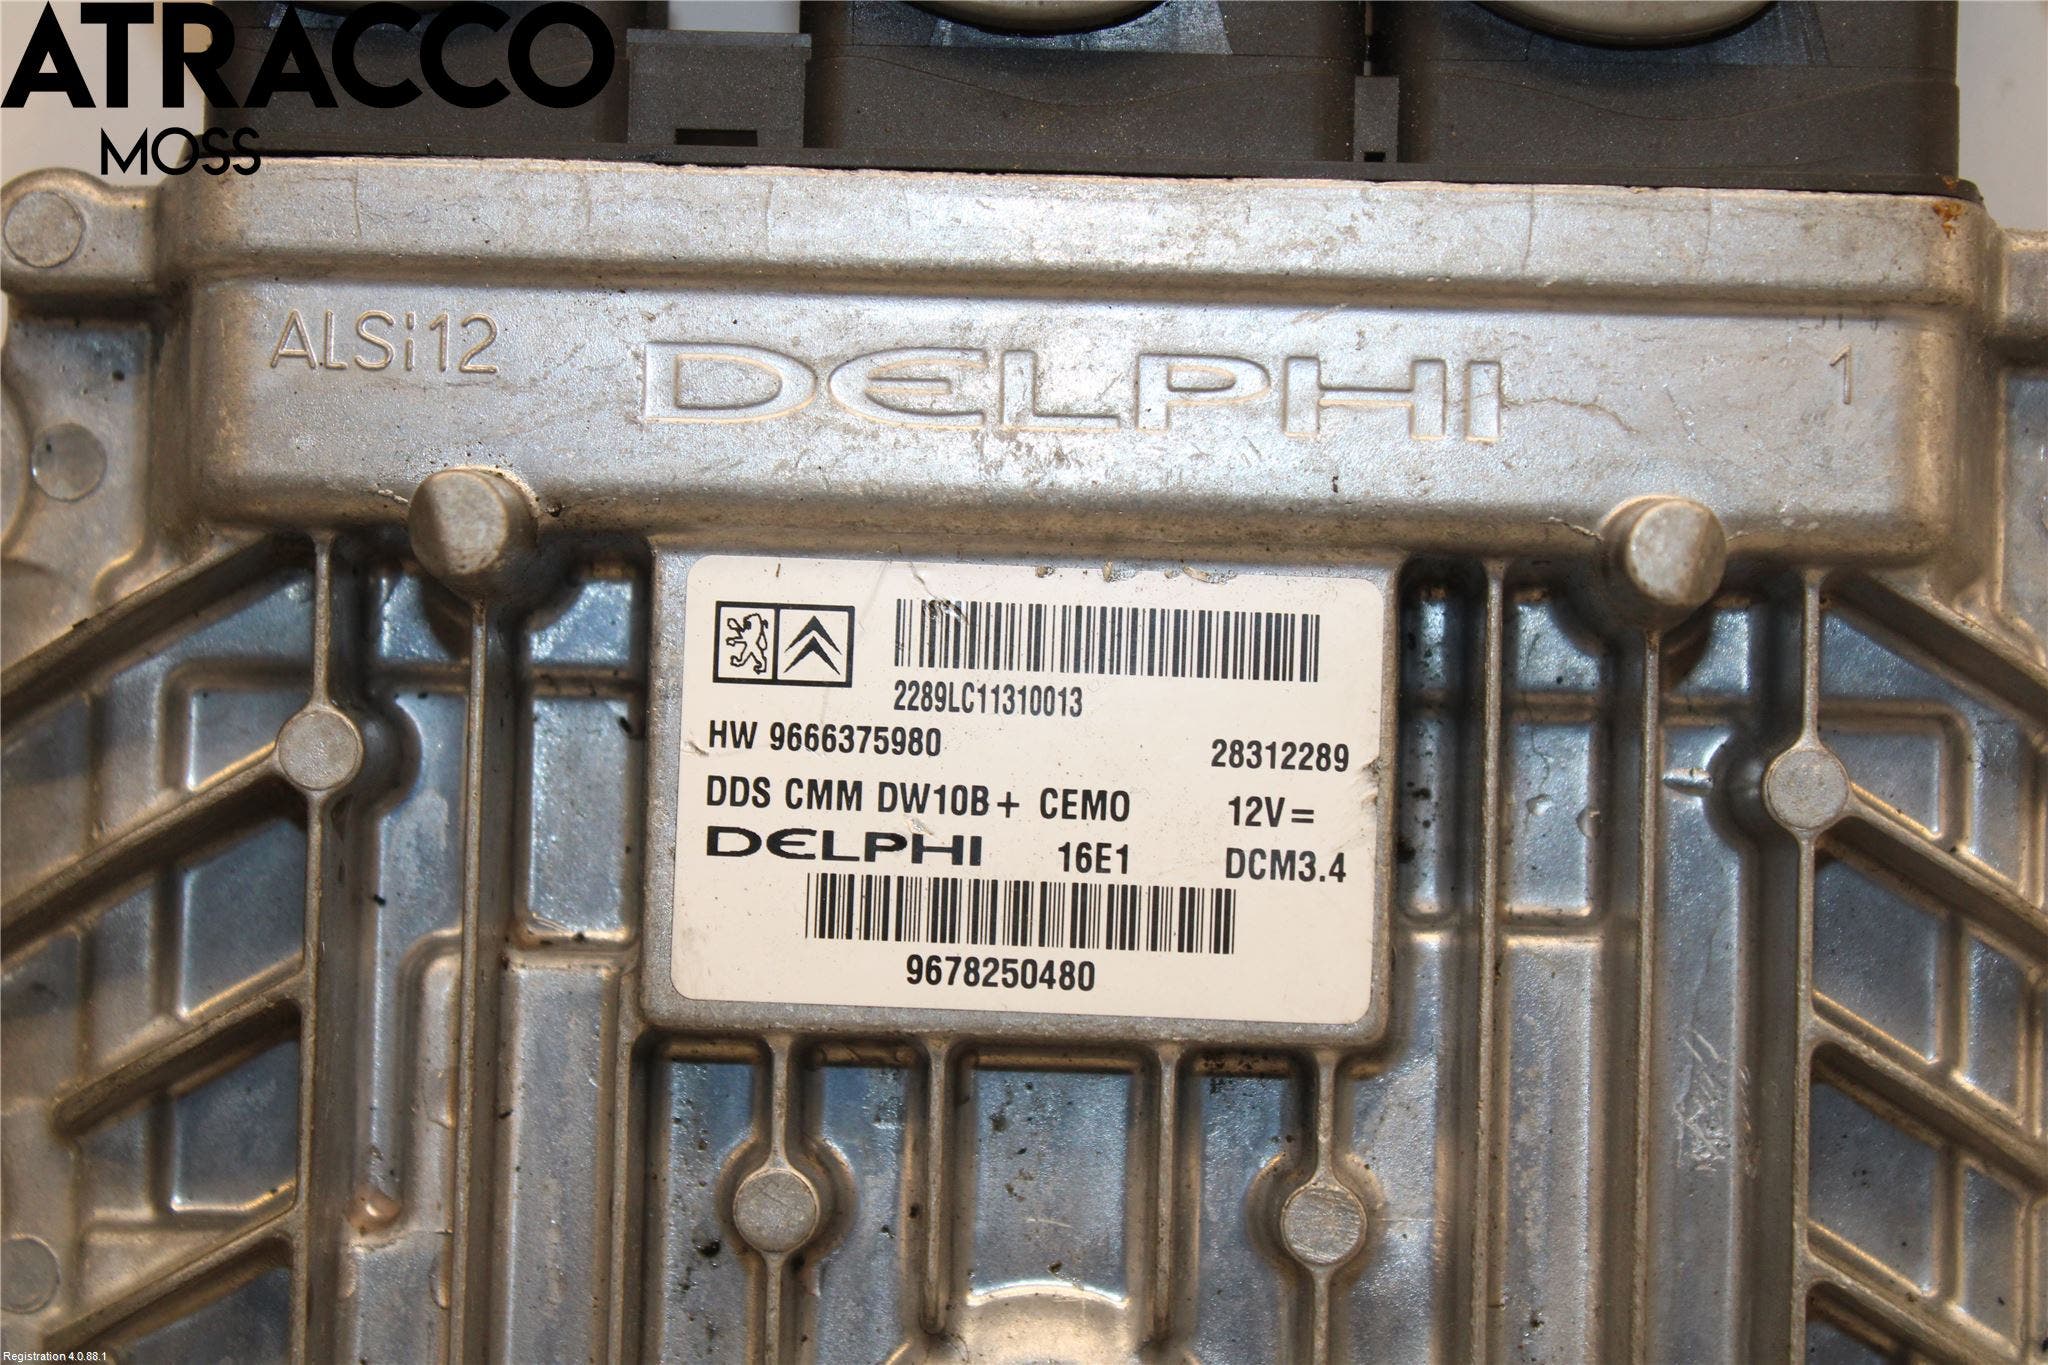 ATRACCO
MOSS
ALSi12
DELPHI
1
2289LC11310013
HW 9666375980
28312289
DDS CMM DW10B+ CEMO
12V=
DELPHI
16E1
DCM3.4
9678250480
Registration 4.0.88.1